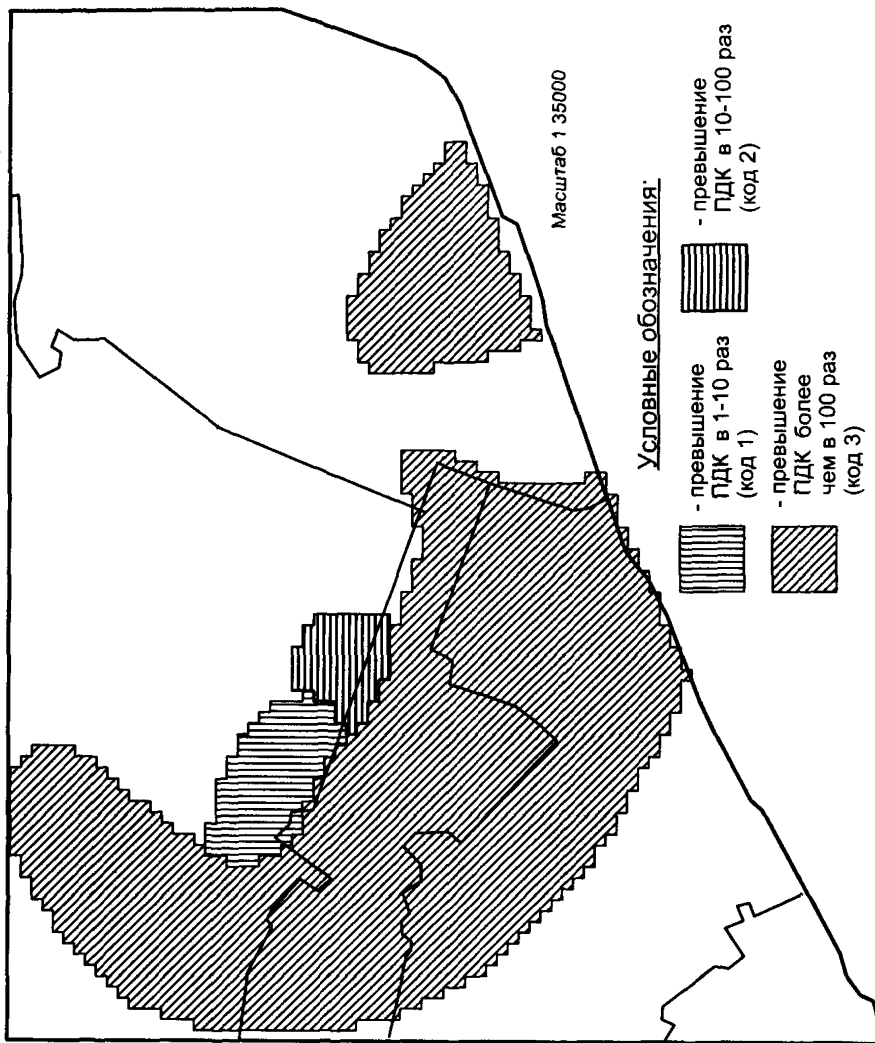 Масштаб 1 35000
Условные обозначения:
- превышение
ПДК в 1-10 раз
(код 1)
- превышение
ПДК в 10-100 раз
(код 2)
- превышение
ПДК более
чем в 100 раз
(код 3)